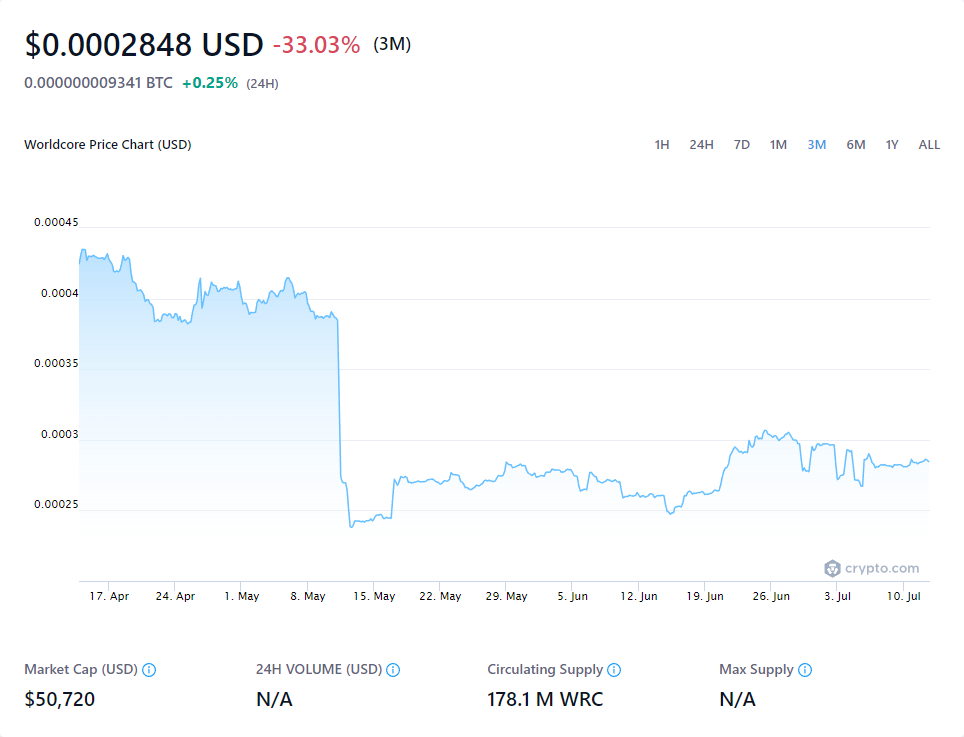 $0.0002848 USD -33.03% (3M)
0.000000009341 BTC +0.25% (24H)
Worldcore Price Chart (USD) 1H 24H 7D 1M 3M 6M 1Y ALL
0.00045
0.0004
0.00035
0.0003
0.00025
crypto.com
17. Apr 24. Apr 1. May 8. May 15. May 22. May 29. May 5. Jun 12. Jun 19. Jun 26. Jun 3. Jul 10. Jul
Market Cap (USD) 24H VOLUME (USD) Circulating Supply Max Supply
$50,720 N/A 178.1 M WRC N/A